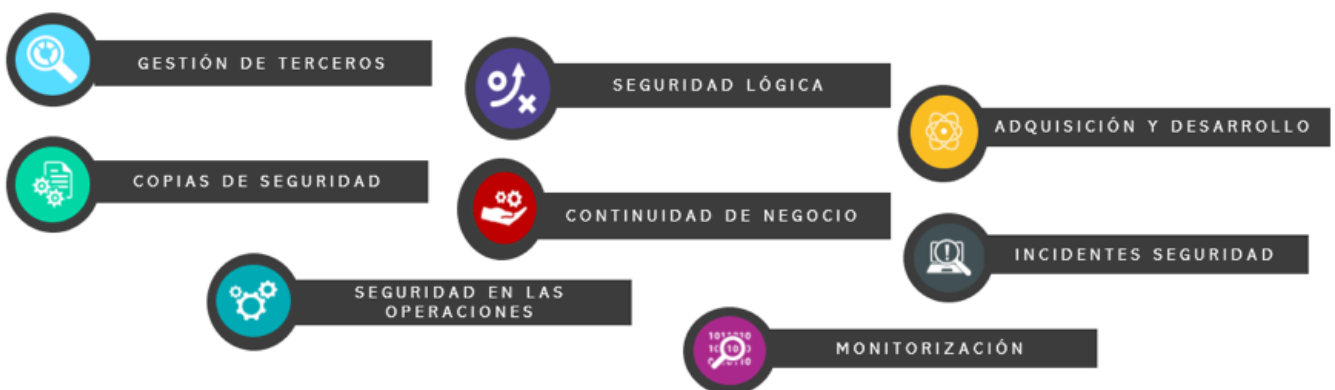 GESTIÓN DE TERCEROS
SEGURIDAD LÓGICA
ADQUISICIÓN Y DESARROLLO
COPIAS DE SEGURIDAD
CONTINUIDAD DE NEGOCIO
INCIDENTES SEGURIDAD
SEGURIDAD EN LAS
OPERACIONES
MONITORIZACIÓN